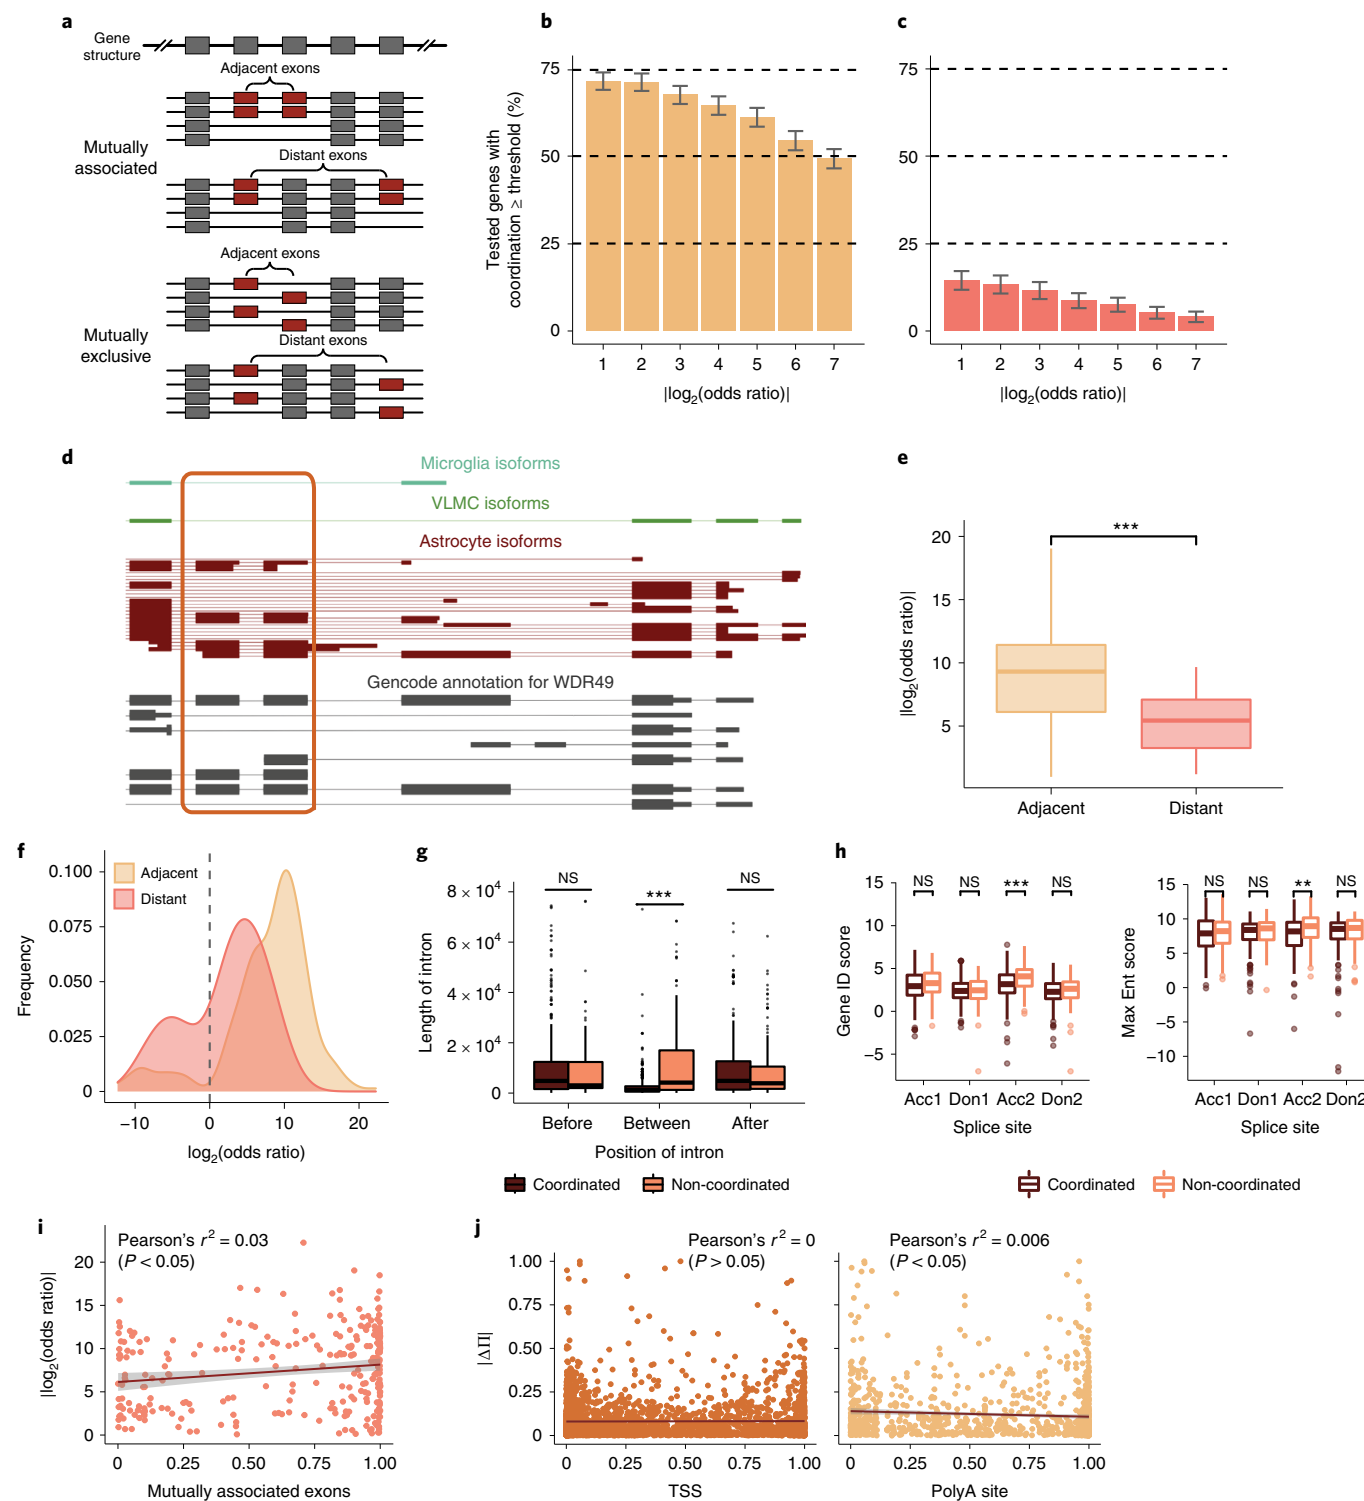 a
Gene
structure
Adjacent exons
Mutually
associated
Distant exons
Adjacent exons
Mutually
exclusive
Distant exons
b
Tested genes with
coordination ≥ threshold (%)
75
50
25
0
1 2 3 4 5 6 7
|log2(odds ratio)|
c
75
50
25
0
1 2 3 4 5 6 7
|log2(odds ratio)|
d
Microglia isoforms
VLMC isoforms
Astrocyte isoforms
Gencode annotation for WDR49
e
|log2(odds ratio)|
20
15
10
5
***
Adjacent Distant
f
Adjacent
Distant
Frequency
0.100
0.075
0.050
0.025
0
−10 0 10 20
log2(odds ratio)
g
Length of intron
8 × 10⁴
6 × 10⁴
4 × 10⁴
2 × 10⁴
0
NS *** NS
Before Between After
Position of intron
Coordinated Non-coordinated
h
Gene ID score
15
10
5
0
−5
NS NS *** NS
Acc1 Don1 Acc2 Don2
Splice site
Max Ent score
15
10
5
0
−5
−10
NS NS ** NS
Acc1 Don1 Acc2 Don2
Splice site
Coordinated Non-coordinated
i
Pearson's r² = 0.03
(P < 0.05)
|log2(odds ratio)|
20
15
10
5
0
0 0.25 0.50 0.75 1.00
Mutually associated exons
j
Pearson's r² = 0
(P > 0.05)
|ΔΠ|
1.00
0.75
0.50
0.25
0
0 0.25 0.50 0.75 1.00
TSS
Pearson's r² = 0.006
(P < 0.05)
0 0.25 0.50 0.75 1.00
PolyA site